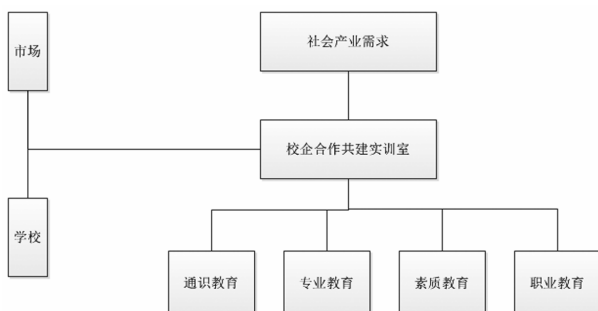 市场
社会产业需求
校企合作共建实训室
学校
通识教育
专业教育
素质教育
职业教育